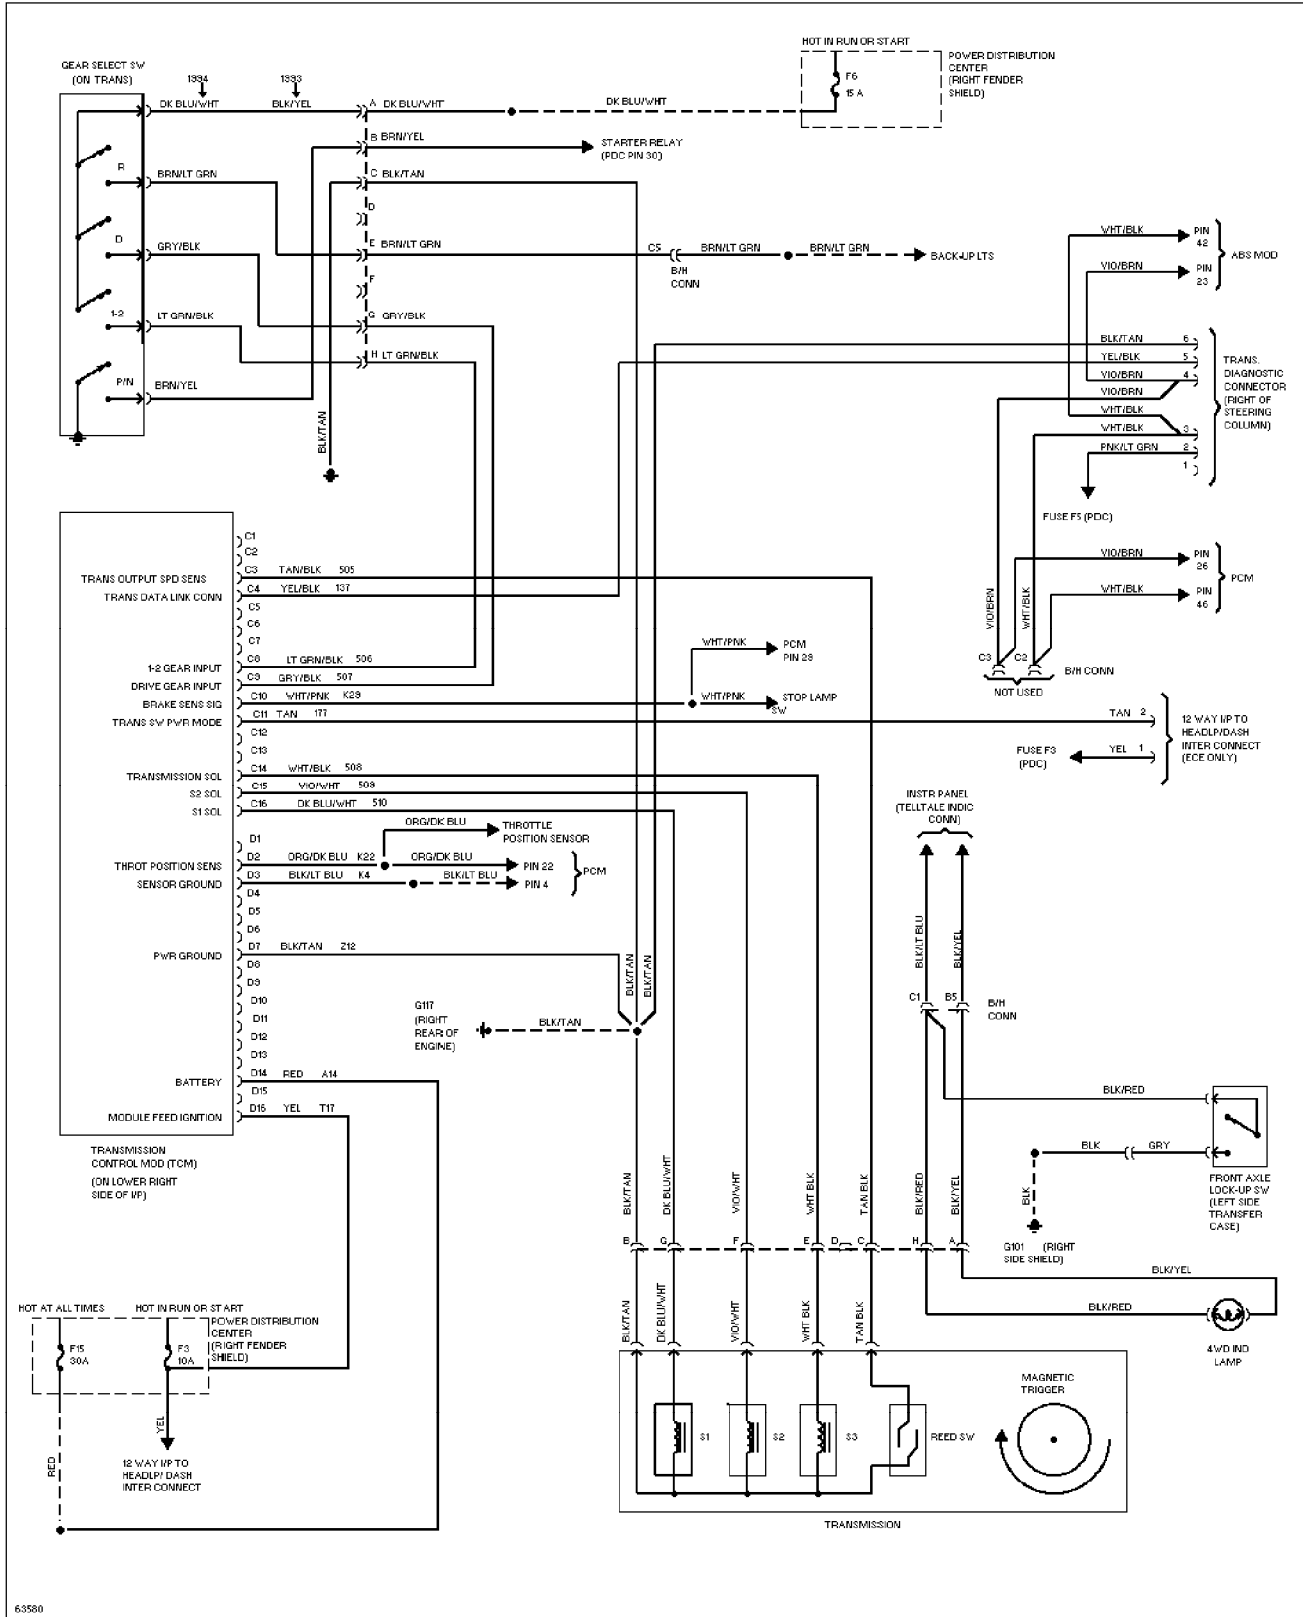 HOT IN RUN OR START
POWER DISTRIBUTION
CENTER
(RIGHT FENDER
SHIELD)
F6
15 A
GEAR SELECT SW
(ON TRANS)
1994
1993
DK BLU/WHT
BLK/YEL
A DK BLU/WHT
DK BLU/WHT
B BRN/YEL
STARTER RELAY
(PDC PIN 30)
R
BRN/LT GRN
C BLK/TAN
D
D
GRY/BLK
E BRN/LT GRN
C5
BRN/LT GRN
BRN/LT GRN
BACK-UP LTS
B/H
CONN
F
1-2
LT GRN/BLK
G GRY/BLK
H LT GRN/BLK
P/N
BRN/YEL
BLK/TAN
WHT/BLK
PIN
42
VIO/BRN
PIN
23
ABS MOD
BLK/TAN 6
YEL/BLK 5
VIO/BRN 4
VIO/BRN
WHT/BLK
WHT/BLK 3
PNK/LT GRN 2
1
TRANS.
DIAGNOSTIC
CONNECTOR
(RIGHT OF
STEERING
COLUMN)
FUSE F5 (PDC)
VIO/BRN
PIN
26
WHT/BLK
PIN
46
PCM
VIO/BRN
WHT/BLK
C3
C2
B/H CONN
NOT USED
C1
C2
TRANS OUTPUT SPD SENS
C3
TAN/BLK
505
TRANS DATA LINK CONN
C4
YEL/BLK
137
C5
C6
C7
1-2 GEAR INPUT
C8
LT GRN/BLK
506
DRIVE GEAR INPUT
C9
GRY/BLK
507
BRAKE SENS SIG
C10
WHT/PNK
K29
TRANS SW PWR MODE
C11
TAN
177
C12
C13
TRANSMISSION SOL
C14
WHT/BLK
508
S2 SOL
C15
VIO/WHT
509
S1 SOL
C16
DK BLU/WHT
510
WHT/PNK
PCM
PIN 29
WHT/PNK
STOP LAMP
SW
TAN 2
YEL 1
FUSE F3
(PDC)
12 WAY I/P TO
HEADLP/DASH
INTER CONNECT
(ECE ONLY)
D1
THROT POSITION SENS
D2
ORG/DK BLU
K22
SENSOR GROUND
D3
BLK/LT BLU
K4
D4
D5
D6
PWR GROUND
D7
BLK/TAN
Z12
D8
D9
D10
D11
D12
D13
BATTERY
D14
RED
A14
D15
MODULE FEED IGNITION
D16
YEL
T17
ORG/DK BLU
THROTTLE
POSITION SENSOR
ORG/DK BLU
PIN 22
BLK/LT BLU
PIN 4
PCM
TRANSMISSION
CONTROL MOD (TCM)
(ON LOWER RIGHT
SIDE OF I/P)
G117
(RIGHT
REAR OF
ENGINE)
BLK/TAN
BLK/TAN
BLK/TAN
INSTR PANEL
(TELLTALE INDIC
CONN)
BLK/LT BLU
BLK/YEL
C1
B5
B/H
CONN
BLK/RED
BLK
GRY
BLK
FRONT AXLE
LOCK-UP SW
(LEFT SIDE
TRANSFER
CASE)
G101
(RIGHT
SIDE SHIELD)
BLK/TAN
DK BLU/WHT
VIO/WHT
WHT BLK
TAN BLK
BLK/RED
BLK/YEL
B
G
F
E
D
C
H
A
BLK/TAN
DK BLU/WHT
VIO/WHT
WHT BLK
TAN BLK
BLK/YEL
BLK/RED
4WD IND
LAMP
HOT AT ALL TIMES
HOT IN RUN OR START
POWER DISTRIBUTION
CENTER
(RIGHT FENDER
SHIELD)
F15
30A
F3
10A
YEL
RED
12 WAY I/P TO
HEADLP/ DASH
INTER CONNECT
S1
S2
S3
REED SW
MAGNETIC
TRIGGER
TRANSMISSION
63580